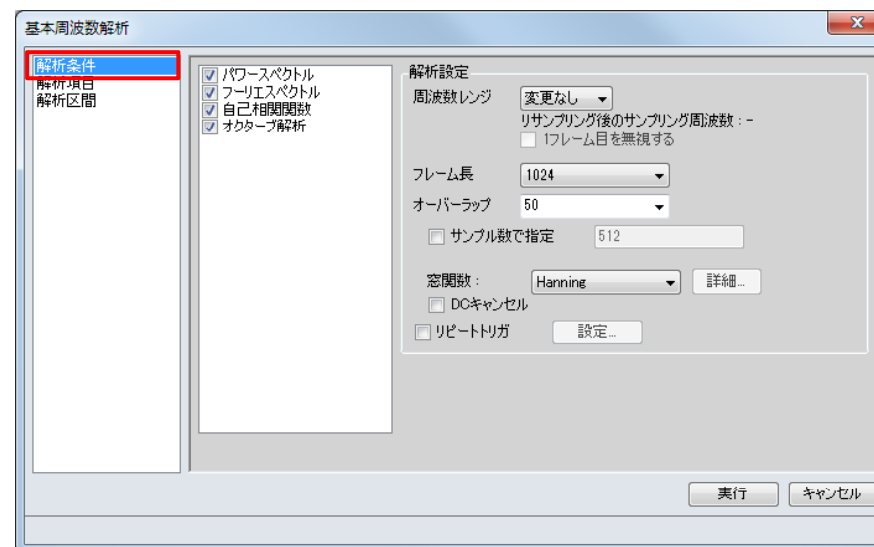 基本周波数解析
解析条件
解析項目
解析区間
パワースペクトル
フーリエスペクトル
自己相関関数
オクターブ解析
解析設定
周波数レンジ 変更なし
リサンプリング後のサンプリング周波数：-
1フレーム目を無視する
フレーム長 1024
オーバーラップ 50
サンプル数で指定 512
窓関数： Hanning 詳細...
DCキャンセル
リピートトリガ 設定...
実行 キャンセル